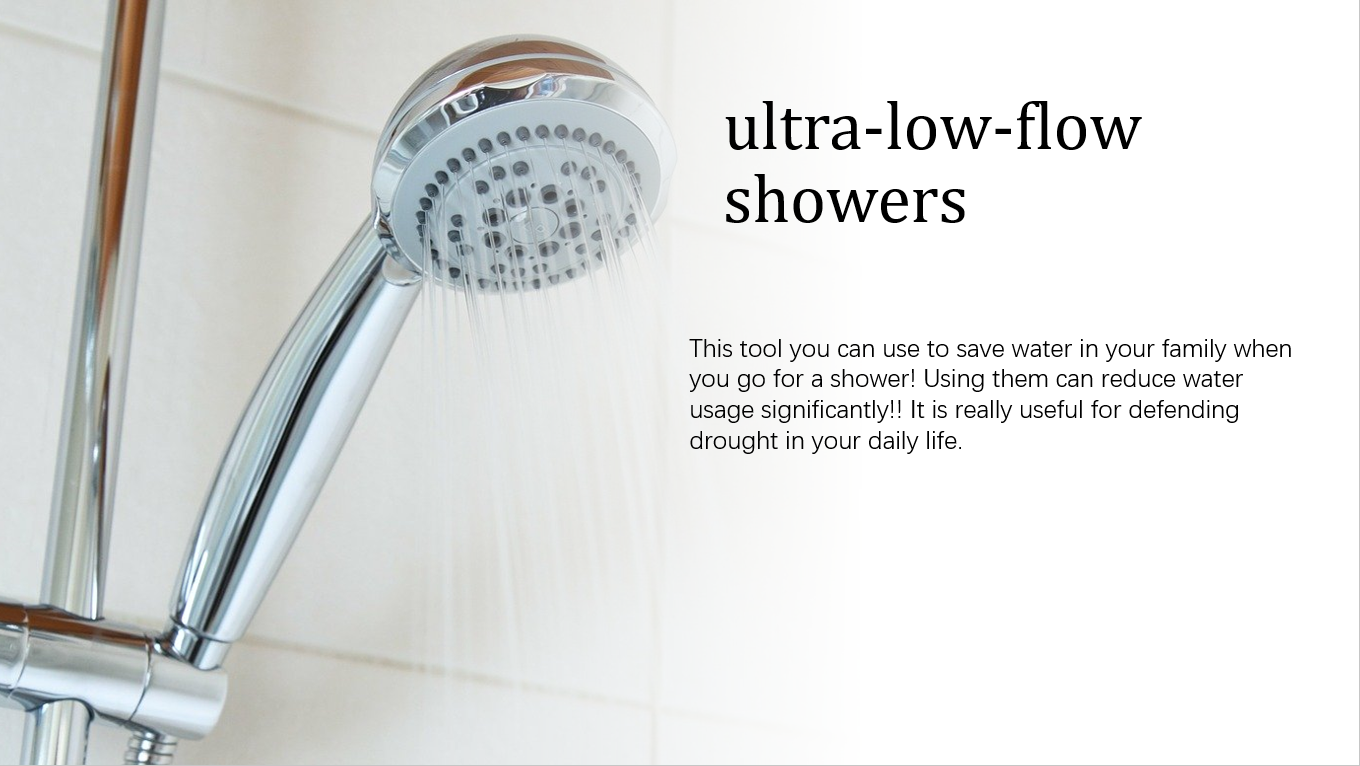 ultra-low-flow
showers
This tool you can use to save water in your family when
you go for a shower! Using them can reduce water
usage significantly!! It is really useful for defending
drought in your daily life.